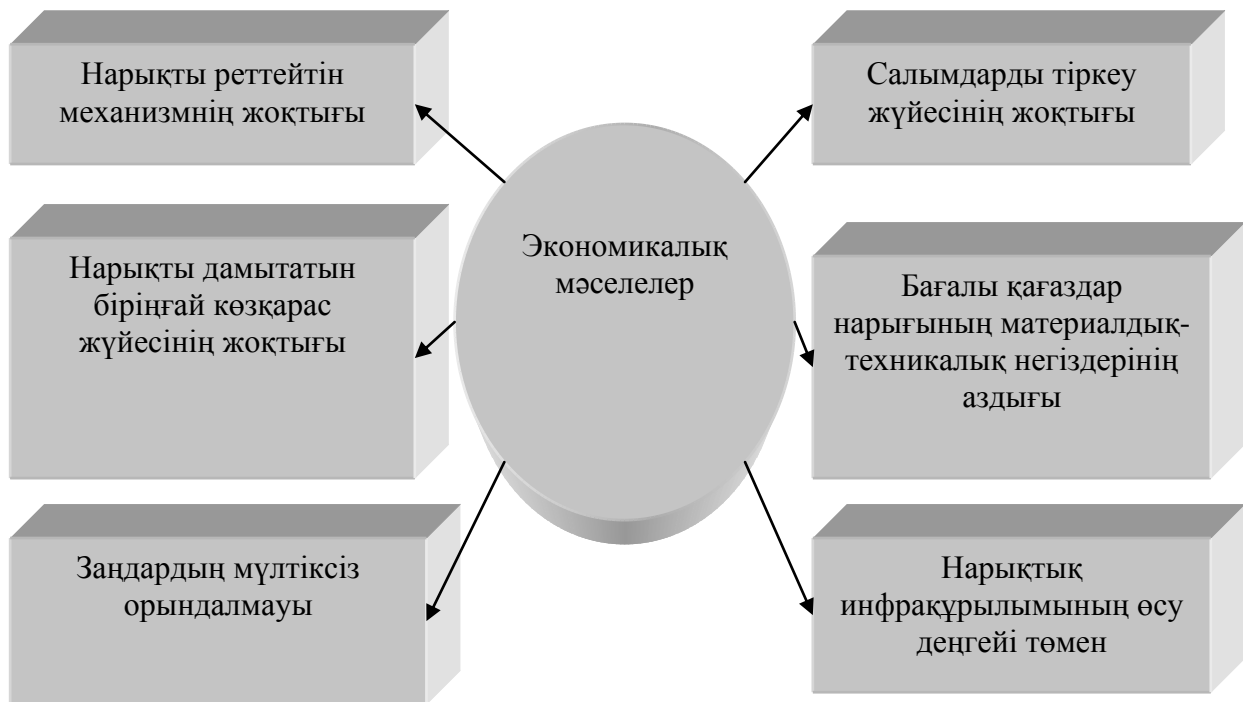 Нарықты реттейтін
механизмнің жоқтығы
Салымдарды тіркеу
жүйесінің жоқтығы
Экономикалық
мәселелер
Нарықты дамытатын
біріңғай көзқарас
жүйесінің жоқтығы
Бағалы қағаздар
нарығының материалдық-
техникалық негіздерінің
аздығы
Заңдардың мүлтіксіз
орындалмауы
Нарықтық
инфрақұрылымының өсу
деңгейі төмен